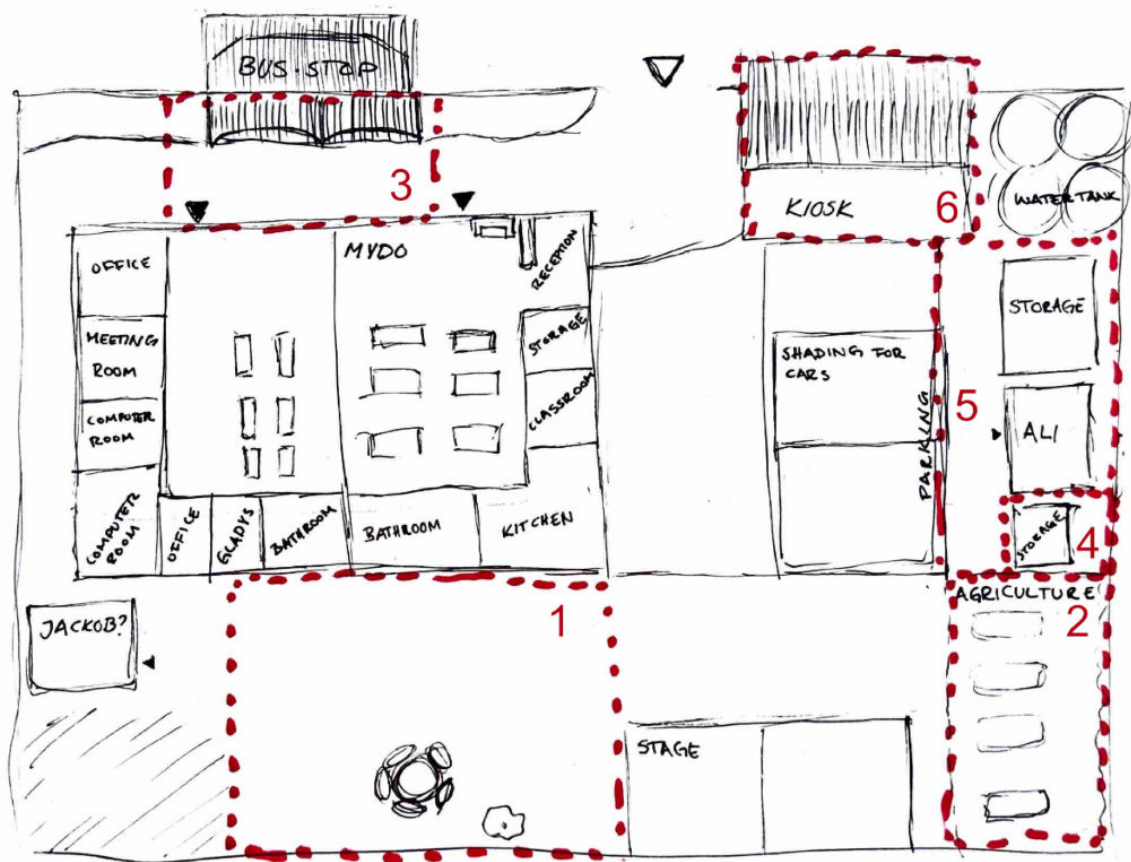 BUS-STOP
3
KIOSK
6
WATER TANK
OFFICE
MYDO
RECEPTION
MEETING
ROOM
STORAGE
COMPUTER
ROOM
CLASSROOM
COMPUTER
ROOM
OFFICE
GLADYS
BATHROOM
BATHROOM
KITCHEN
SHADING FOR
CARS
PARKING
5
STORAGE
ALI
STORAGE
4
JACKOB?
1
AGRICULTURE
2
STAGE